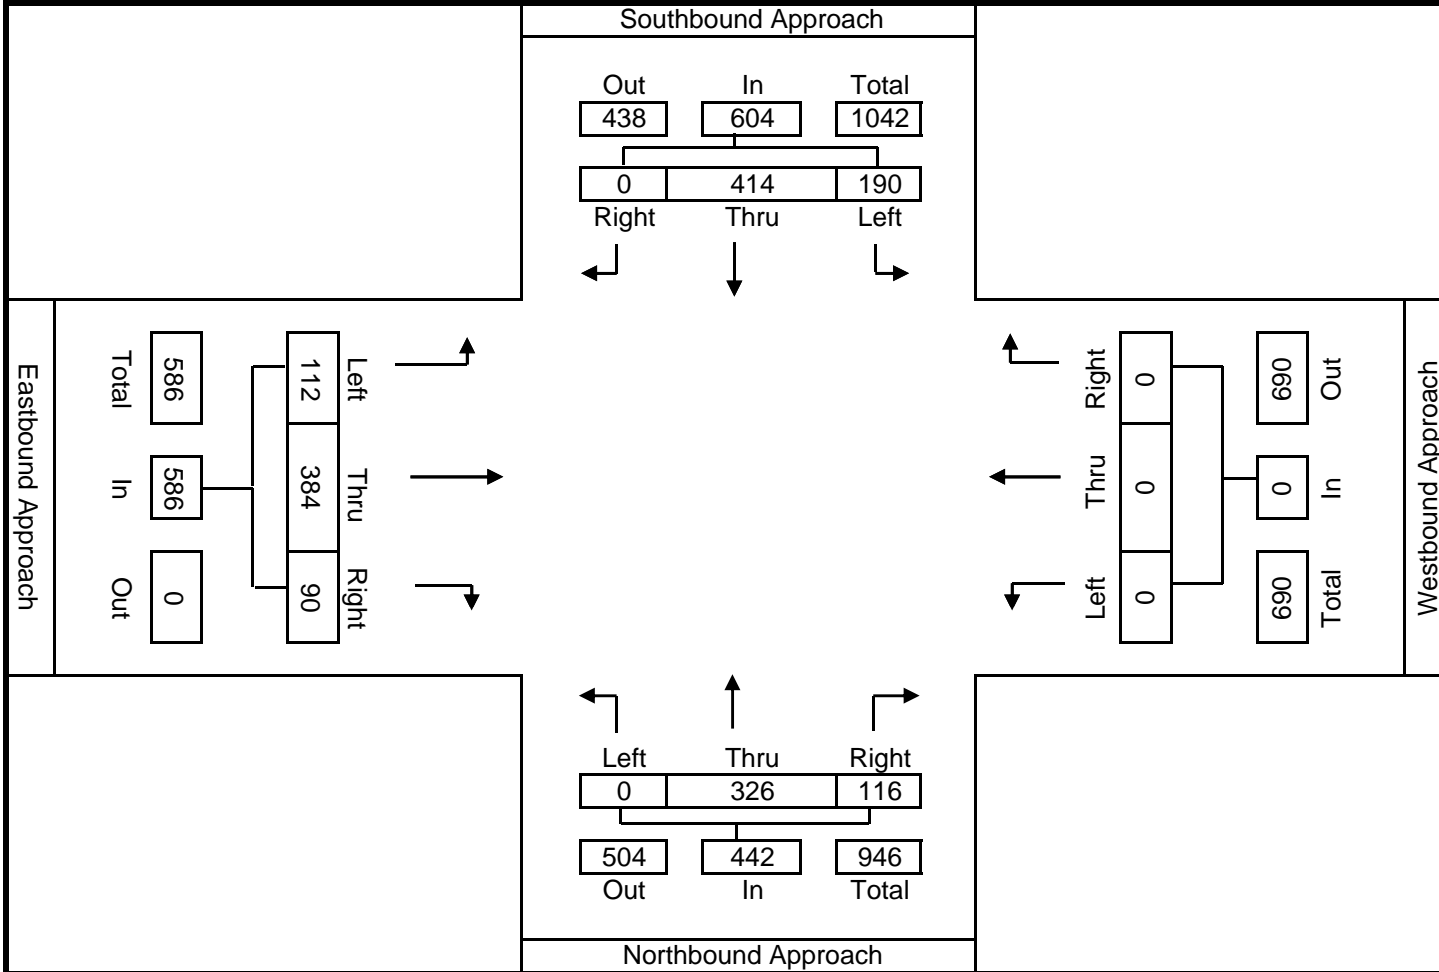 Southbound Approach
Out In Total
438 604 1042
0 414 190
Right Thru Left
Eastbound Approach
Total In Out
586 586 0
112 384 90
Left Thru Right
Right Thru Left
0 0 0
690 0 690
Out In Total
Westbound Approach
Left Thru Right
0 326 116
504 442 946
Out In Total
Northbound Approach